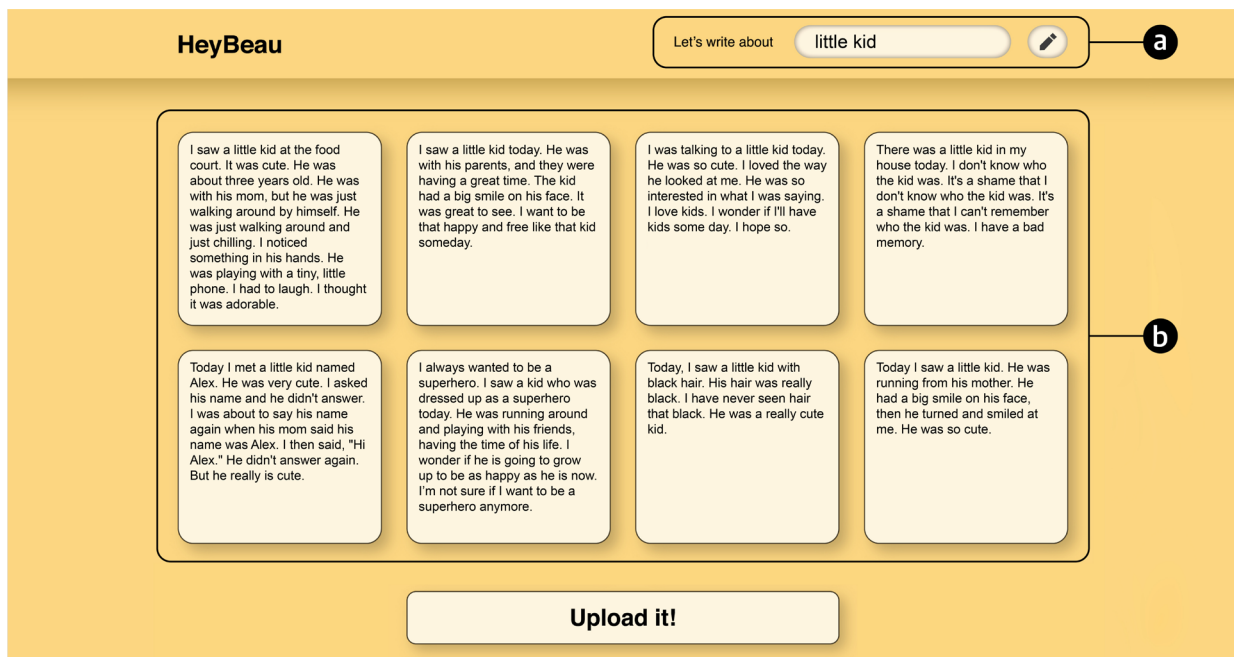 HeyBeau
Let's write about
little kid
a
I saw a little kid at the food
court. It was cute. He was
about three years old. He was
with his mom, but he was just
walking around by himself. He
was just walking around and
just chilling. I noticed
something in his hands. He
was playing with a tiny, little
phone. I had to laugh. I thought
it was adorable.
I saw a little kid today. He was
with his parents, and they were
having a great time. The kid
had a big smile on his face. It
was great to see. I want to be
that happy and free like that kid
someday.
I was talking to a little kid today.
He was so cute. I loved the way
he looked at me. He was so
interested in what I was saying.
I love kids. I wonder if I'll have
kids some day. I hope so.
There was a little kid in my
house today. I don't know who
the kid was. It's a shame that I
don't know who the kid was. It's
a shame that I can't remember
who the kid was. I have a bad
memory.
b
Today I met a little kid named
Alex. He was very cute. I asked
his name and he didn't answer.
I was about to say his name
again when his mom said his
name was Alex. I then said, "Hi
Alex." He didn't answer again.
But he really is cute.
I always wanted to be a
superhero. I saw a kid who was
dressed up as a superhero
today. He was running around
and playing with his friends,
having the time of his life. I
wonder if he is going to grow
up to be as happy as he is now.
I'm not sure if I want to be a
superhero anymore.
Today, I saw a little kid with
black hair. His hair was really
black. I have never seen hair
that black. He was a really cute
kid.
Today I saw a little kid. He was
running from his mother. He
had a big smile on his face,
then he turned and smiled at
me. He was so cute.
Upload it!